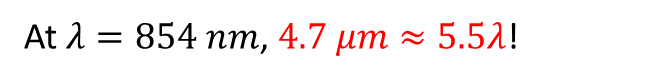 At λ = 854 nm, 4.7 μm ≈ 5.5λ!